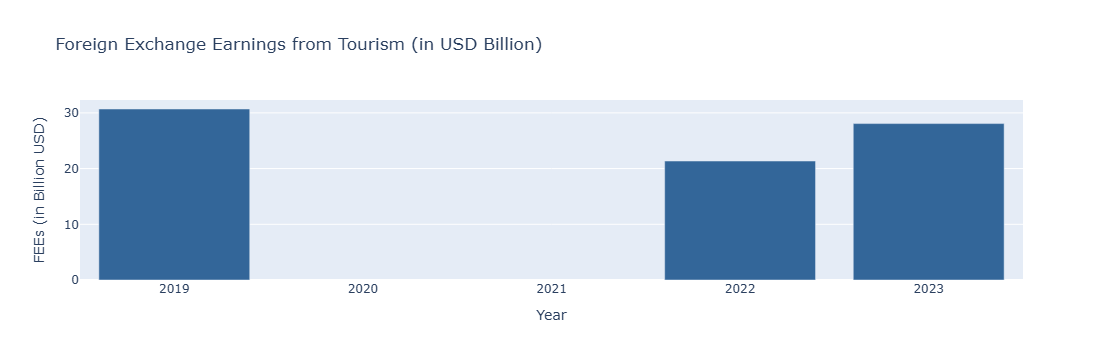 Foreign Exchange Earnings from Tourism (in USD Billion)
FEEs (in Billion USD)
30
20
10
0
2019 2020 2021 2022 2023
Year